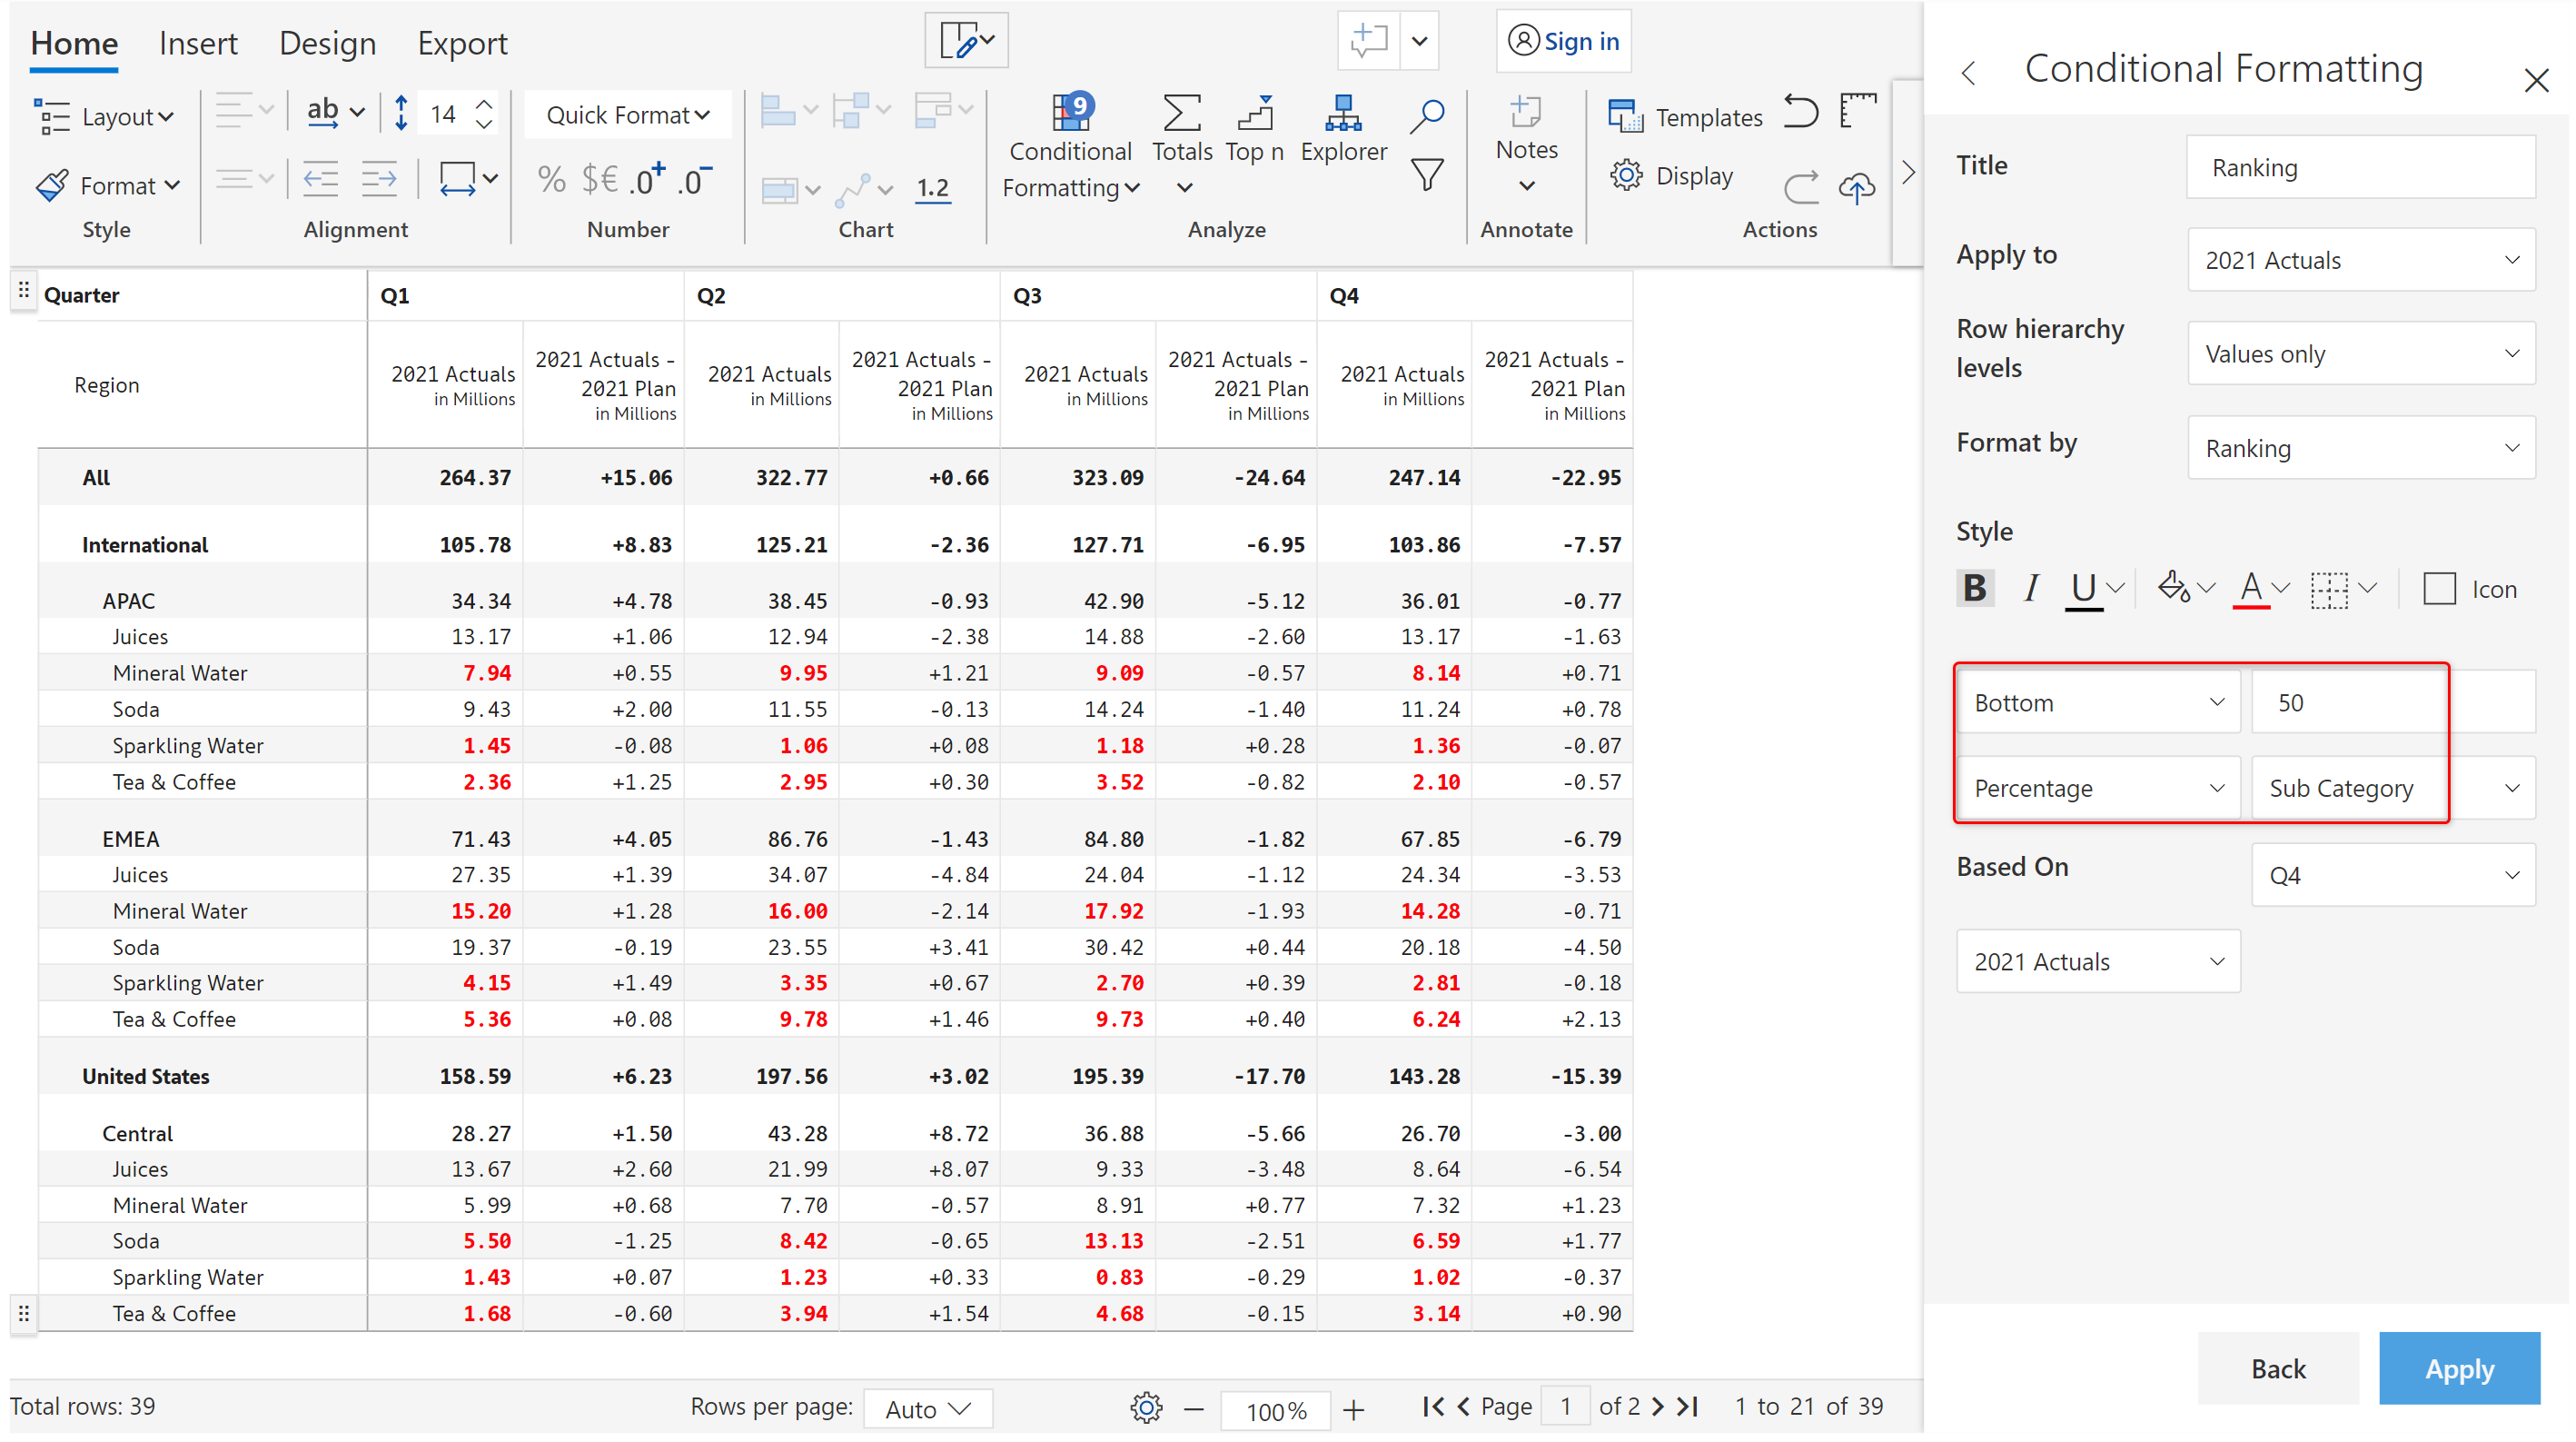 Home Insert Design Export Sign in
Layout ab 14 Quick Format 9 Templates
Conditional Totals Top n Explorer Notes
Format % $€ .0+ .0- 1.2 Formatting Display
Style Alignment Number Chart Analyze Annotate Actions
Quarter Q1 Q2 Q3 Q4
Region 2021 Actuals in Millions 2021 Actuals - 2021 Plan in Millions 2021 Actuals in Millions 2021 Actuals - 2021 Plan in Millions 2021 Actuals in Millions 2021 Actuals - 2021 Plan in Millions 2021 Actuals in Millions 2021 Actuals - 2021 Plan in Millions
All 264.37 +15.06 322.77 +0.66 323.09 -24.64 247.14 -22.95
International 105.78 +8.83 125.21 -2.36 127.71 -6.95 103.86 -7.57
APAC 34.34 +4.78 38.45 -0.93 42.90 -5.12 36.01 -0.77
Juices 13.17 +1.06 12.94 -2.38 14.88 -2.60 13.17 -1.63
Mineral Water 7.94 +0.55 9.95 +1.21 9.09 -0.57 8.14 +0.71
Soda 9.43 +2.00 11.55 -0.13 14.24 -1.40 11.24 +0.78
Sparkling Water 1.45 -0.08 1.06 +0.08 1.18 +0.28 1.36 -0.07
Tea & Coffee 2.36 +1.25 2.95 +0.30 3.52 -0.82 2.10 -0.57
EMEA 71.43 +4.05 86.76 -1.43 84.80 -1.82 67.85 -6.79
Juices 27.35 +1.39 34.07 -4.84 24.04 -1.12 24.34 -3.53
Mineral Water 15.20 +1.28 16.00 -2.14 17.92 -1.93 14.28 -0.71
Soda 19.37 -0.19 23.55 +3.41 30.42 +0.44 20.18 -4.50
Sparkling Water 4.15 +1.49 3.35 +0.67 2.70 +0.39 2.81 -0.18
Tea & Coffee 5.36 +0.08 9.78 +1.46 9.73 +0.40 6.24 +2.13
United States 158.59 +6.23 197.56 +3.02 195.39 -17.70 143.28 -15.39
Central 28.27 +1.50 43.28 +8.72 36.88 -5.66 26.70 -3.00
Juices 13.67 +2.60 21.99 +8.07 9.33 -3.48 8.64 -6.54
Mineral Water 5.99 +0.68 7.70 -0.57 8.91 +0.77 7.32 +1.23
Soda 5.50 -1.25 8.42 -0.65 13.13 -2.51 6.59 +1.77
Sparkling Water 1.43 +0.07 1.23 +0.33 0.83 -0.29 1.02 -0.37
Tea & Coffee 1.68 -0.60 3.94 +1.54 4.68 -0.15 3.14 +0.90
Total rows: 39 Rows per page: Auto 100% Page 1 of 2 1 to 21 of 39
Conditional Formatting
Title Ranking
Apply to 2021 Actuals
Row hierarchy levels Values only
Format by Ranking
Style
B I U A Icon
Bottom 50
Percentage Sub Category
Based On Q4
2021 Actuals
Back Apply